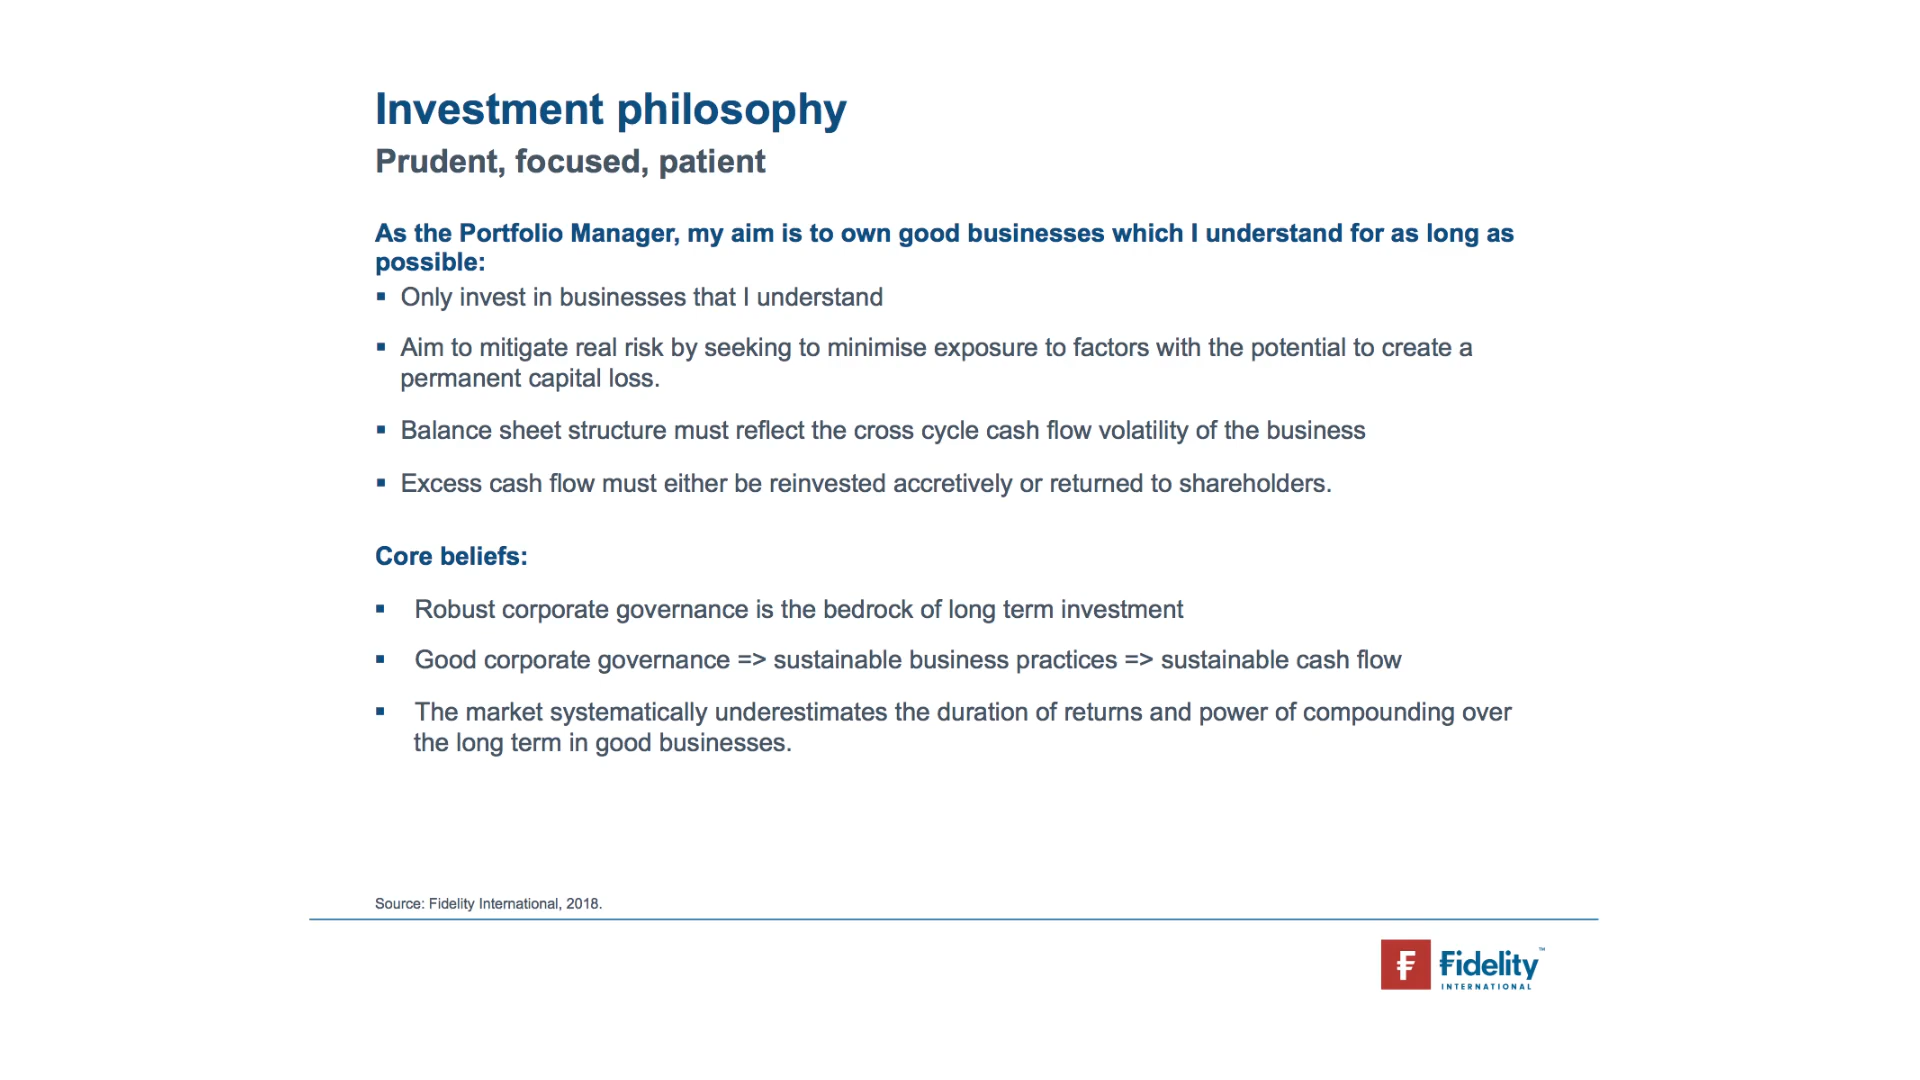 Investment philosophy
Prudent, focused, patient
As the Portfolio Manager, my aim is to own good businesses which I understand for as long as
possible:
▪ Only invest in businesses that I understand
▪ Aim to mitigate real risk by seeking to minimise exposure to factors with the potential to create a
permanent capital loss.
▪ Balance sheet structure must reflect the cross cycle cash flow volatility of the business
▪ Excess cash flow must either be reinvested accretively or returned to shareholders.
Core beliefs:
▪ Robust corporate governance is the bedrock of long term investment
▪ Good corporate governance => sustainable business practices => sustainable cash flow
▪ The market systematically underestimates the duration of returns and power of compounding over
the long term in good businesses.
Source: Fidelity International, 2018.
F Fidelity ™
INTERNATIONAL